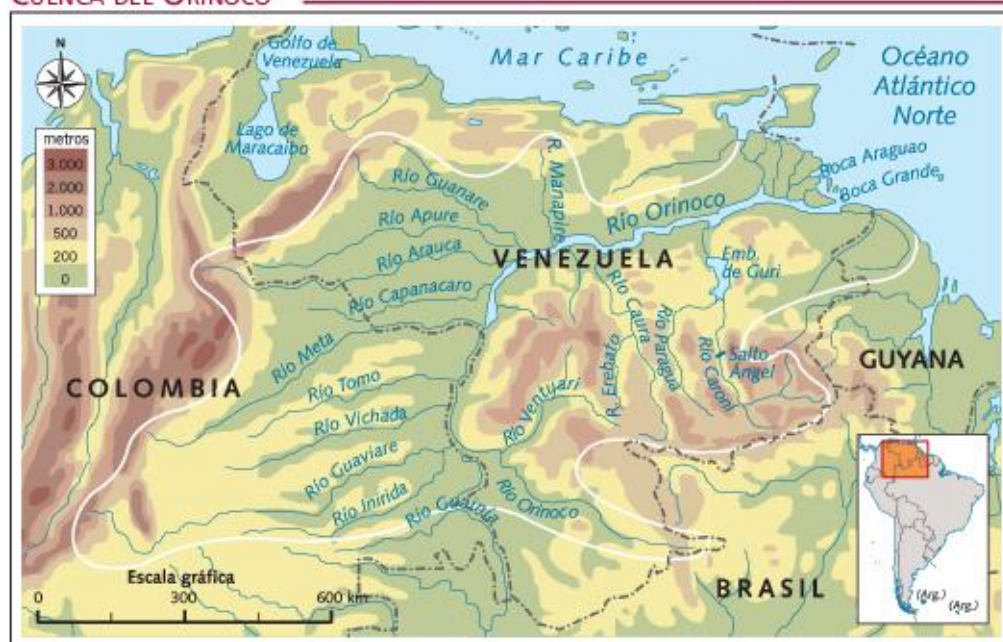 CUENCA DEL ORINOCO
N
Golfo de
Venezuela
Mar Caribe
Océano
Atlántico
Norte
metros
3.000
2.000
1.000
500
200
0
Lago de
Maracaibo
Boca Araguao
Boca Grande
R. Manapire
Río Guanare
Río Orinoco
Río Apure
Río Arauca
VENEZUELA
Emb.
de Guri
Río Capanacaro
Río Caura
Río Paragua
Río Meta
R. Erebato
Río Caroní
Salto
Ángel
GUYANA
COLOMBIA
Río Tomo
Río Ventuari
Río Vichada
Río Guaviare
Río Inirida
Río Guainía
Río Orinoco
Escala gráfica
0
300
600 km
BRASIL
(Arg.)
(Arg.)